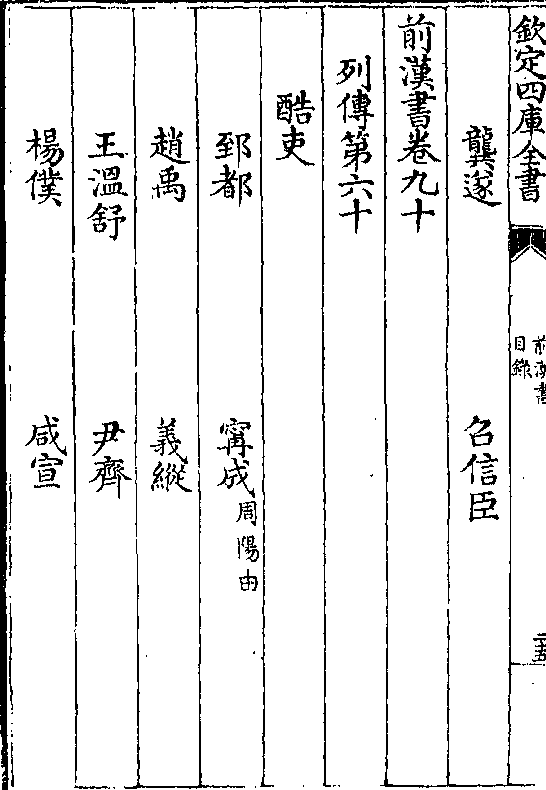 欽定四庫全書
前漢書
目錄
龔遂　召信臣
前漢書卷九十
列傳第六十
酷吏
郅都　甯成周陽由
趙禹　義縱
王溫舒　尹齊
楊僕　咸宣